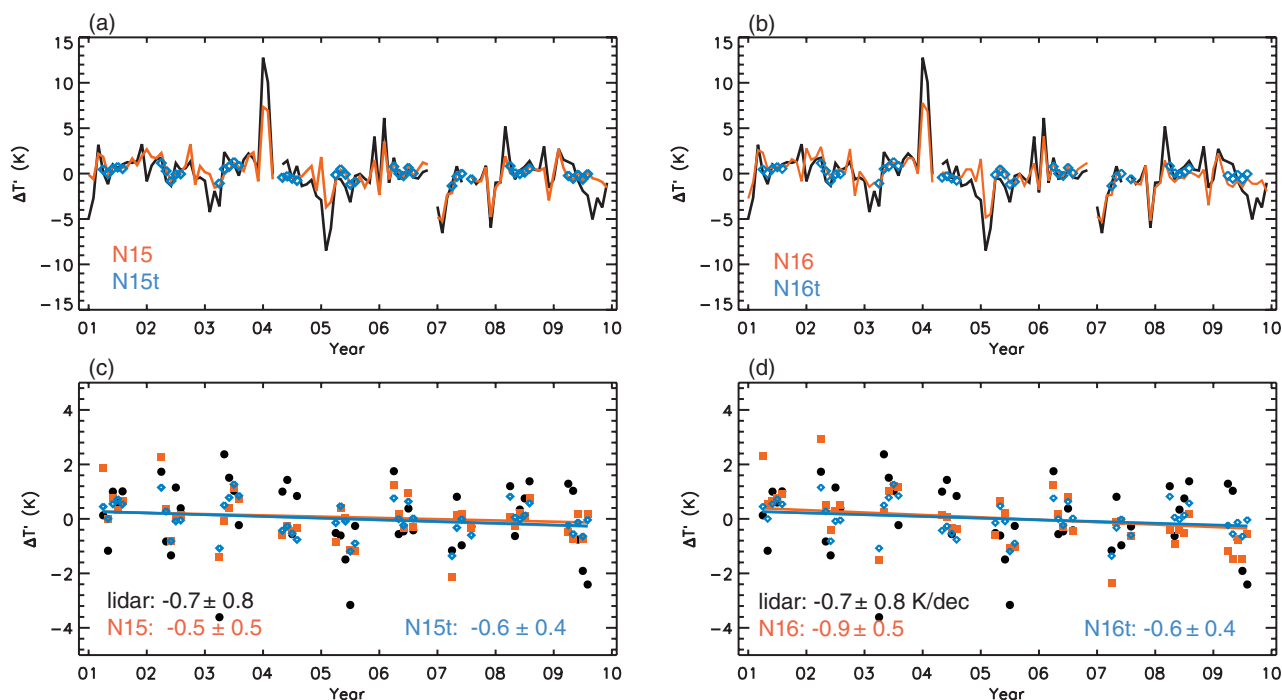 (a)
(b)
15
10
5
0
−5
−10
−15
ΔT' (K)
N15
N15t
01 02 03 04 05 06 07 08 09 10
Year
15
10
5
0
−5
−10
−15
ΔT' (K)
N16
N16t
01 02 03 04 05 06 07 08 09 10
Year
(c)
(d)
4
2
0
−2
−4
ΔT' (K)
lidar: -0.7 ± 0.8
N15: -0.5 ± 0.5
N15t: -0.6 ± 0.4
01 02 03 04 05 06 07 08 09 10
Year
4
2
0
−2
−4
ΔT' (K)
lidar: -0.7 ± 0.8 K/dec
N16: -0.9 ± 0.5
N16t: -0.6 ± 0.4
01 02 03 04 05 06 07 08 09 10
Year